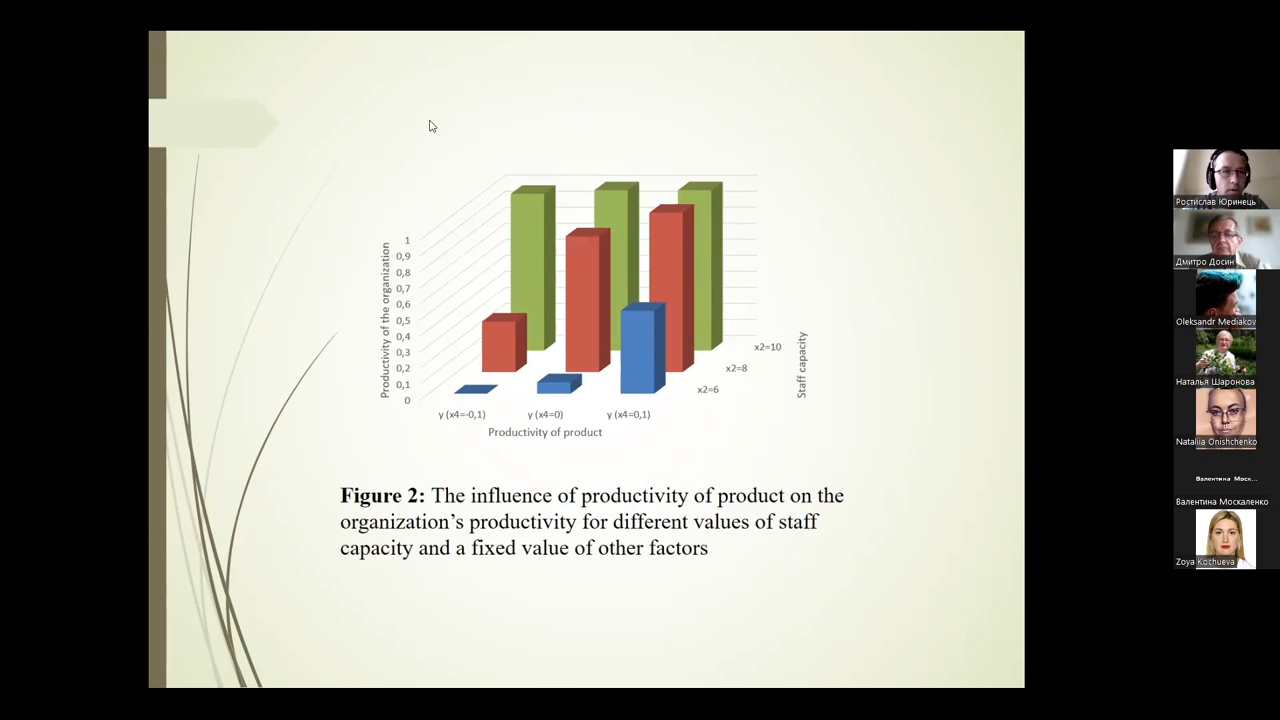 1
0,9
0,8
0,7
0,6
0,5
0,4
0,3
0,2
0,1
0
Productivity of the organization
y (x4=-0,1)
y (x4=0)
y (x4=0,1)
Productivity of product
x2=6
x2=8
x2=10
Staff capacity
Figure 2: The influence of productivity of product on the
organization's productivity for different values of staff
capacity and a fixed value of other factors
Ростислав Юринець
Дмитро Досин
Oleksandr Mediakov
Наталья Шаронова
Nataliia Onishchenko
Валентина Моск...
Валентина Москаленко
Zoya Kochueva